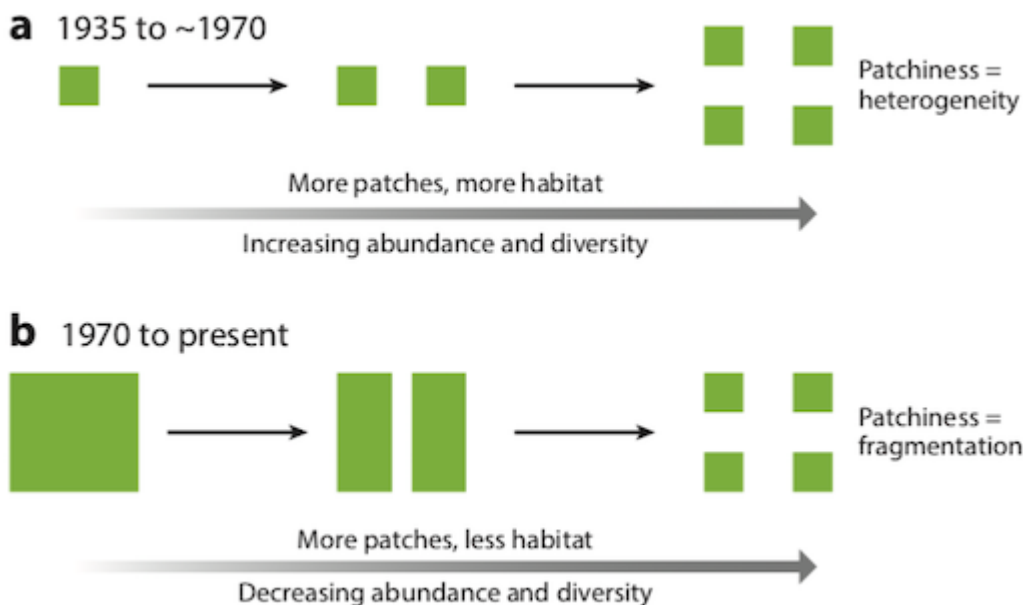 a 1935 to ~1970
Patchiness =
heterogeneity
More patches, more habitat
Increasing abundance and diversity
b 1970 to present
Patchiness =
fragmentation
More patches, less habitat
Decreasing abundance and diversity